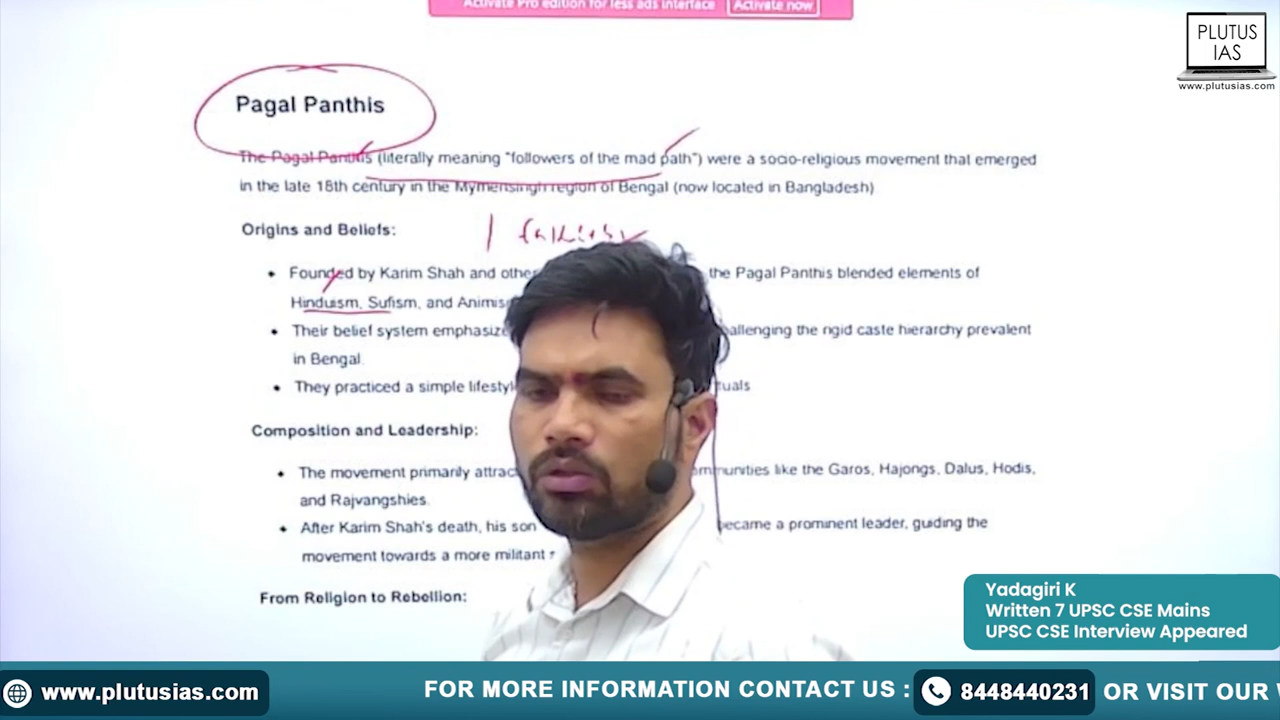 Activate Pro edition for less ads interface Activate now
PLUTUS
IAS
www.plutusias.com
Pagal Panthis
The Pagal Panthis (literally meaning "followers of the mad path") were a socio-religious movement that emerged
in the late 18th century in the Mymensingh region of Bengal (now located in Bangladesh)
Origins and Beliefs:
Founded by Karim Shah and othe the Pagal Panthis blended elements of
Hinduism, Sufism, and Animis
Their belief system emphasize allenging the rigid caste hierarchy prevalent
in Bengal.
They practiced a simple lifestyl tuals
Composition and Leadership:
The movement primarily attrac mmunities like the Garos, Hajongs, Dalus, Hodis,
and Rajvangshies.
After Karim Shah's death, his son became a prominent leader, guiding the
movement towards a more militant s
From Religion to Rebellion:
Yadagiri K
Written 7 UPSC CSE Mains
UPSC CSE Interview Appeared
www.plutusias.com FOR MORE INFORMATION CONTACT US : 8448440231 OR VISIT OUR W